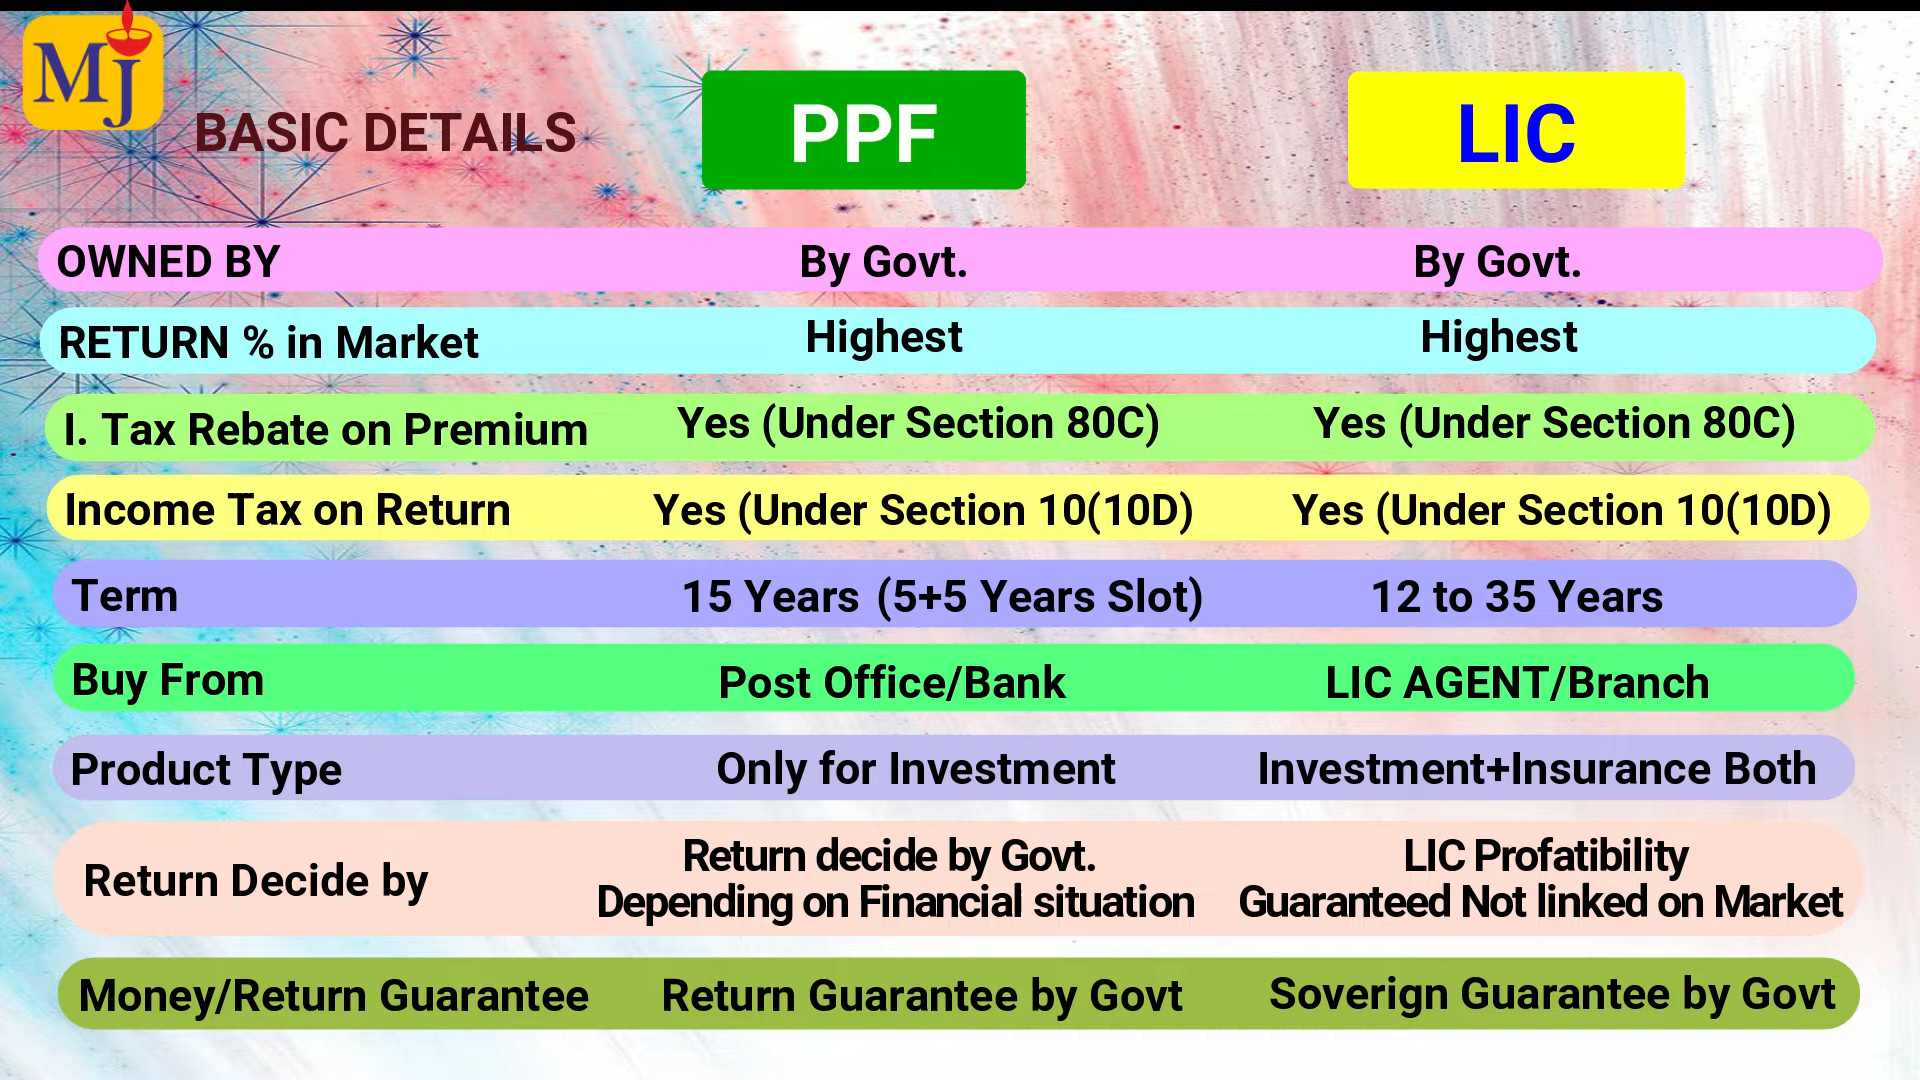 MJ
BASIC DETAILS PPF LIC
OWNED BY By Govt. By Govt.
RETURN % in Market Highest Highest
I. Tax Rebate on Premium Yes (Under Section 80C) Yes (Under Section 80C)
Income Tax on Return Yes (Under Section 10(10D) Yes (Under Section 10(10D)
Term 15 Years (5+5 Years Slot) 12 to 35 Years
Buy From Post Office/Bank LIC AGENT/Branch
Product Type Only for Investment Investment+Insurance Both
Return Decide by Return decide by Govt. LIC Profatibility
Depending on Financial situation Guaranteed Not linked on Market
Money/Return Guarantee Return Guarantee by Govt Soverign Guarantee by Govt